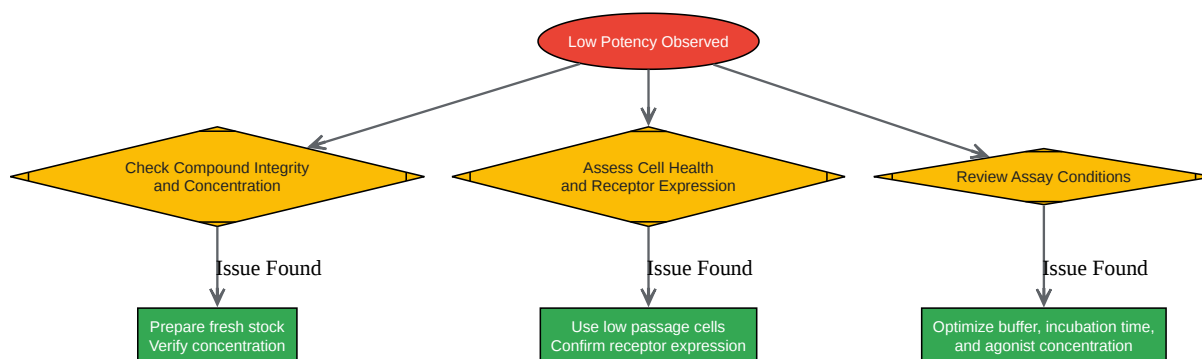 Low Potency Observed
Check Compound Integrity
and Concentration
Assess Cell Health
and Receptor Expression
Review Assay Conditions
Issue Found
Issue Found
Issue Found
Prepare fresh stock
Verify concentration
Use low passage cells
Confirm receptor expression
Optimize buffer, incubation time,
and agonist concentration